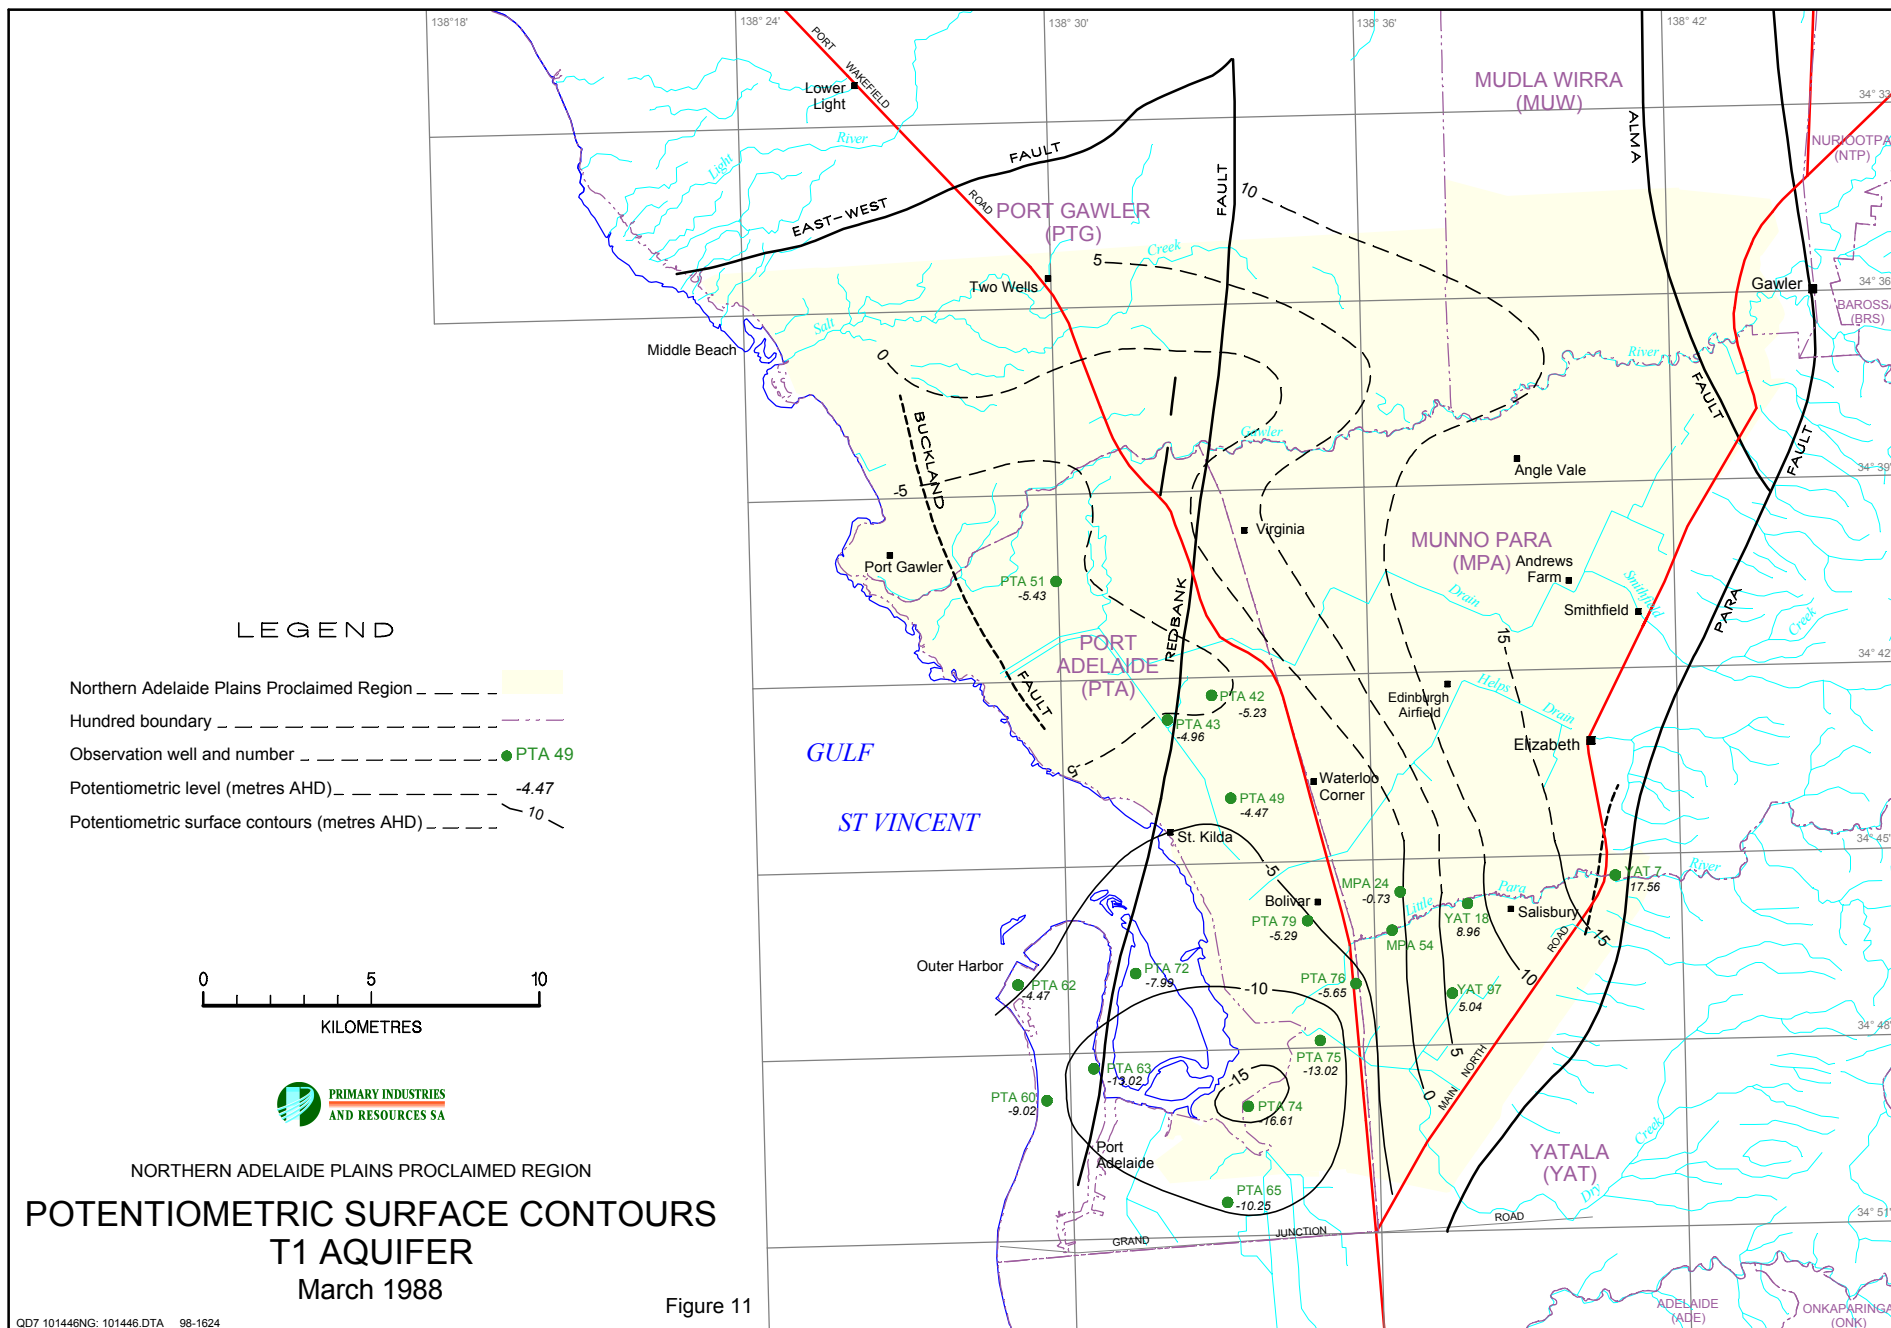 138° 18'
138° 24'
138° 30'
138° 36'
138° 42'
PORT WAKEFIELD ROAD
Lower
Light
Light River
MUDLA WIRRA
(MUW)
34° 33'
NURIOOTPA
(NTP)
ALMA FAULT
EAST-WEST FAULT
REDBANK FAULT
10
PORT GAWLER
(PTG)
Salt Creek
5
Two Wells
Gawler
34° 36'
BAROSSA
(BRS)
Middle Beach
0
Gawler River
BUCKLAND FAULT
-5
Angle Vale
34° 39'
PARA FAULT
Virginia
MUNNO PARA
(MPA)
Port Gawler
Andrews
Farm
PTA 51
-5.43
Drain
Smithfield
Smithfield
Creek
LEGEND
15
PORT
ADELAIDE
(PTA)
34° 42'
Northern Adelaide Plains Proclaimed Region
Hundred boundary
Observation well and number
PTA 49
Potentiometric level (metres AHD)
-4.47
Potentiometric surface contours (metres AHD)
10
PTA 42
-5.23
PTA 43
-4.96
Edinburgh
Airfield
Helps Drain
Elizabeth
GULF
ST VINCENT
5
Waterloo
Corner
PTA 49
-4.47
St. Kilda
34° 45'
-5
MPA 24
-0.73
Little Para River
YAT 7
17.56
Bolivar
PTA 79
-5.29
YAT 18
8.96
Salisbury
MPA 54
15
Outer Harbor
PTA 62
-4.47
PTA 72
-7.99
PTA 76
-5.65
-10
10
YAT 97
5.04
0
5
10
KILOMETRES
34° 48'
PTA 75
-13.02
5
PTA 63
-13.02
-15
0
MAIN NORTH ROAD
PTA 60
-9.02
PTA 74
-16.61
PRIMARY INDUSTRIES
AND RESOURCES SA
Port
Adelaide
YATALA
(YAT)
Dry Creek
NORTHERN ADELAIDE PLAINS PROCLAIMED REGION
PTA 65
-10.25
POTENTIOMETRIC SURFACE CONTOURS
T1 AQUIFER
March 1988
GRAND JUNCTION ROAD
34° 51'
Figure 11
ADELAIDE
(ADE)
ONKAPARINGA
(ONK)
QD7 101446NG: 101446.DTA 98-1624